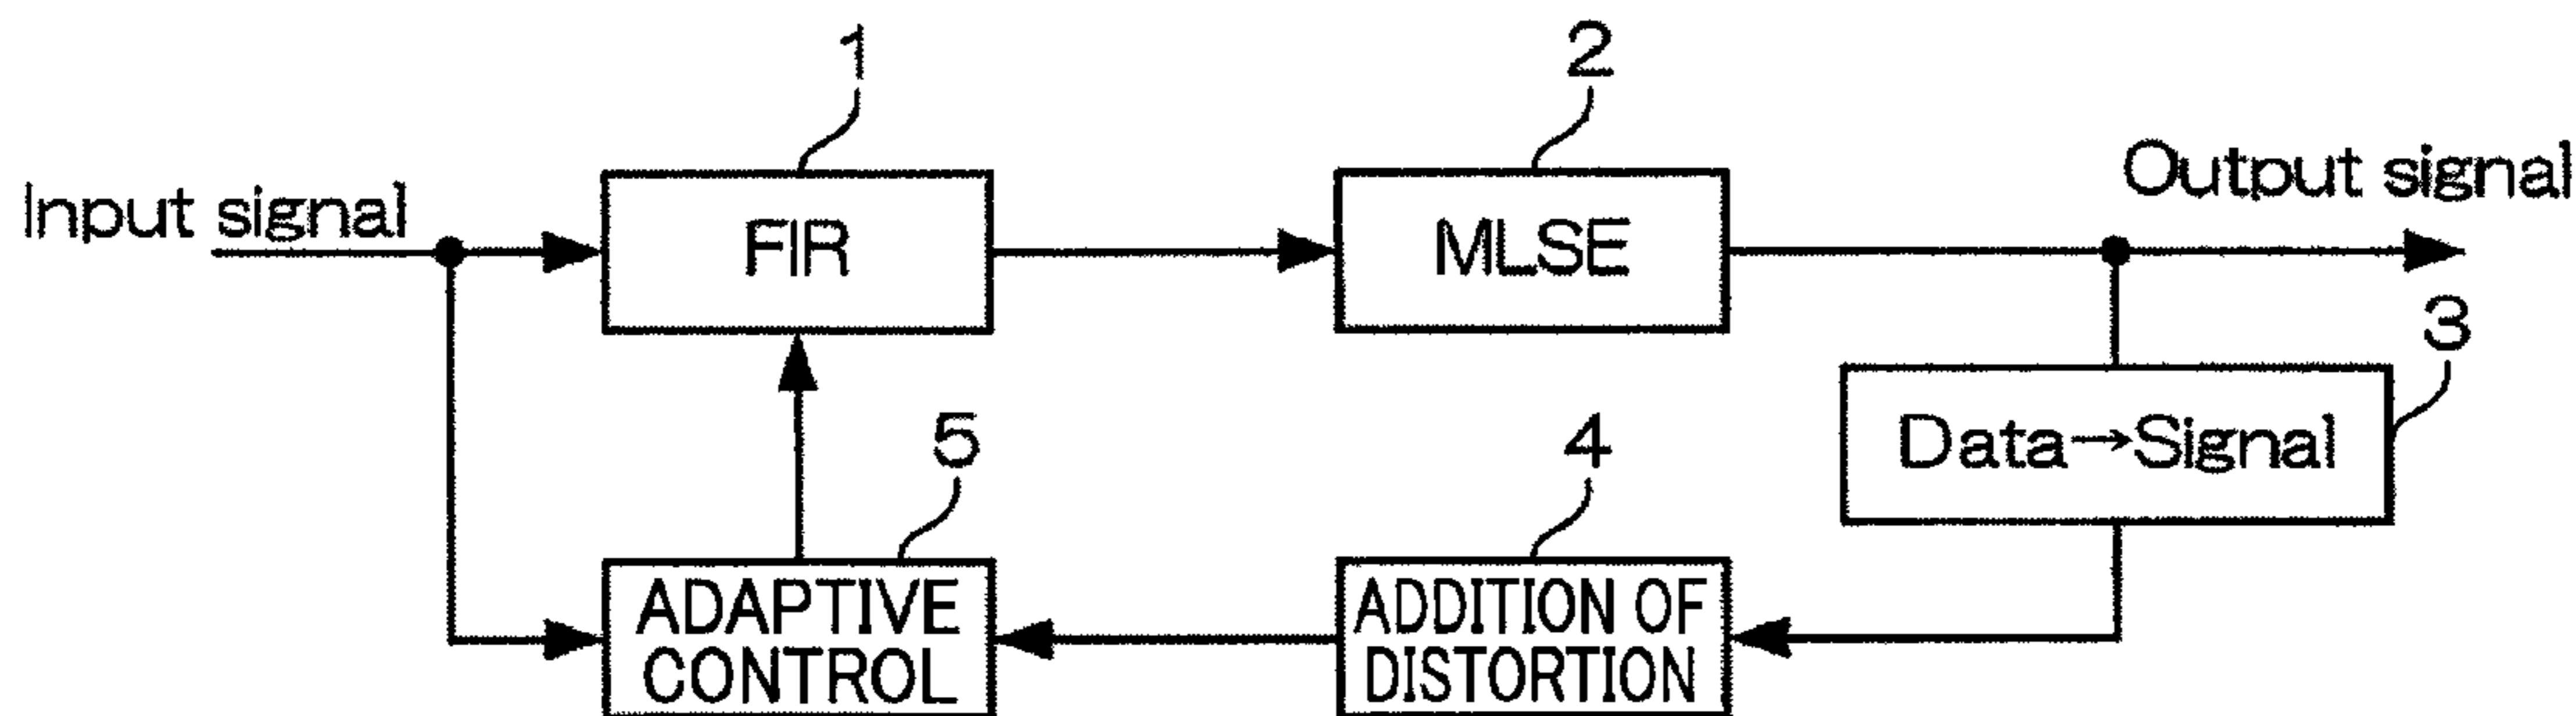 1
2
Input signal
FIR
MLSE
Output signal
3
Data→Signal
5
4
ADAPTIVE
CONTROL
ADDITION OF
DISTORTION